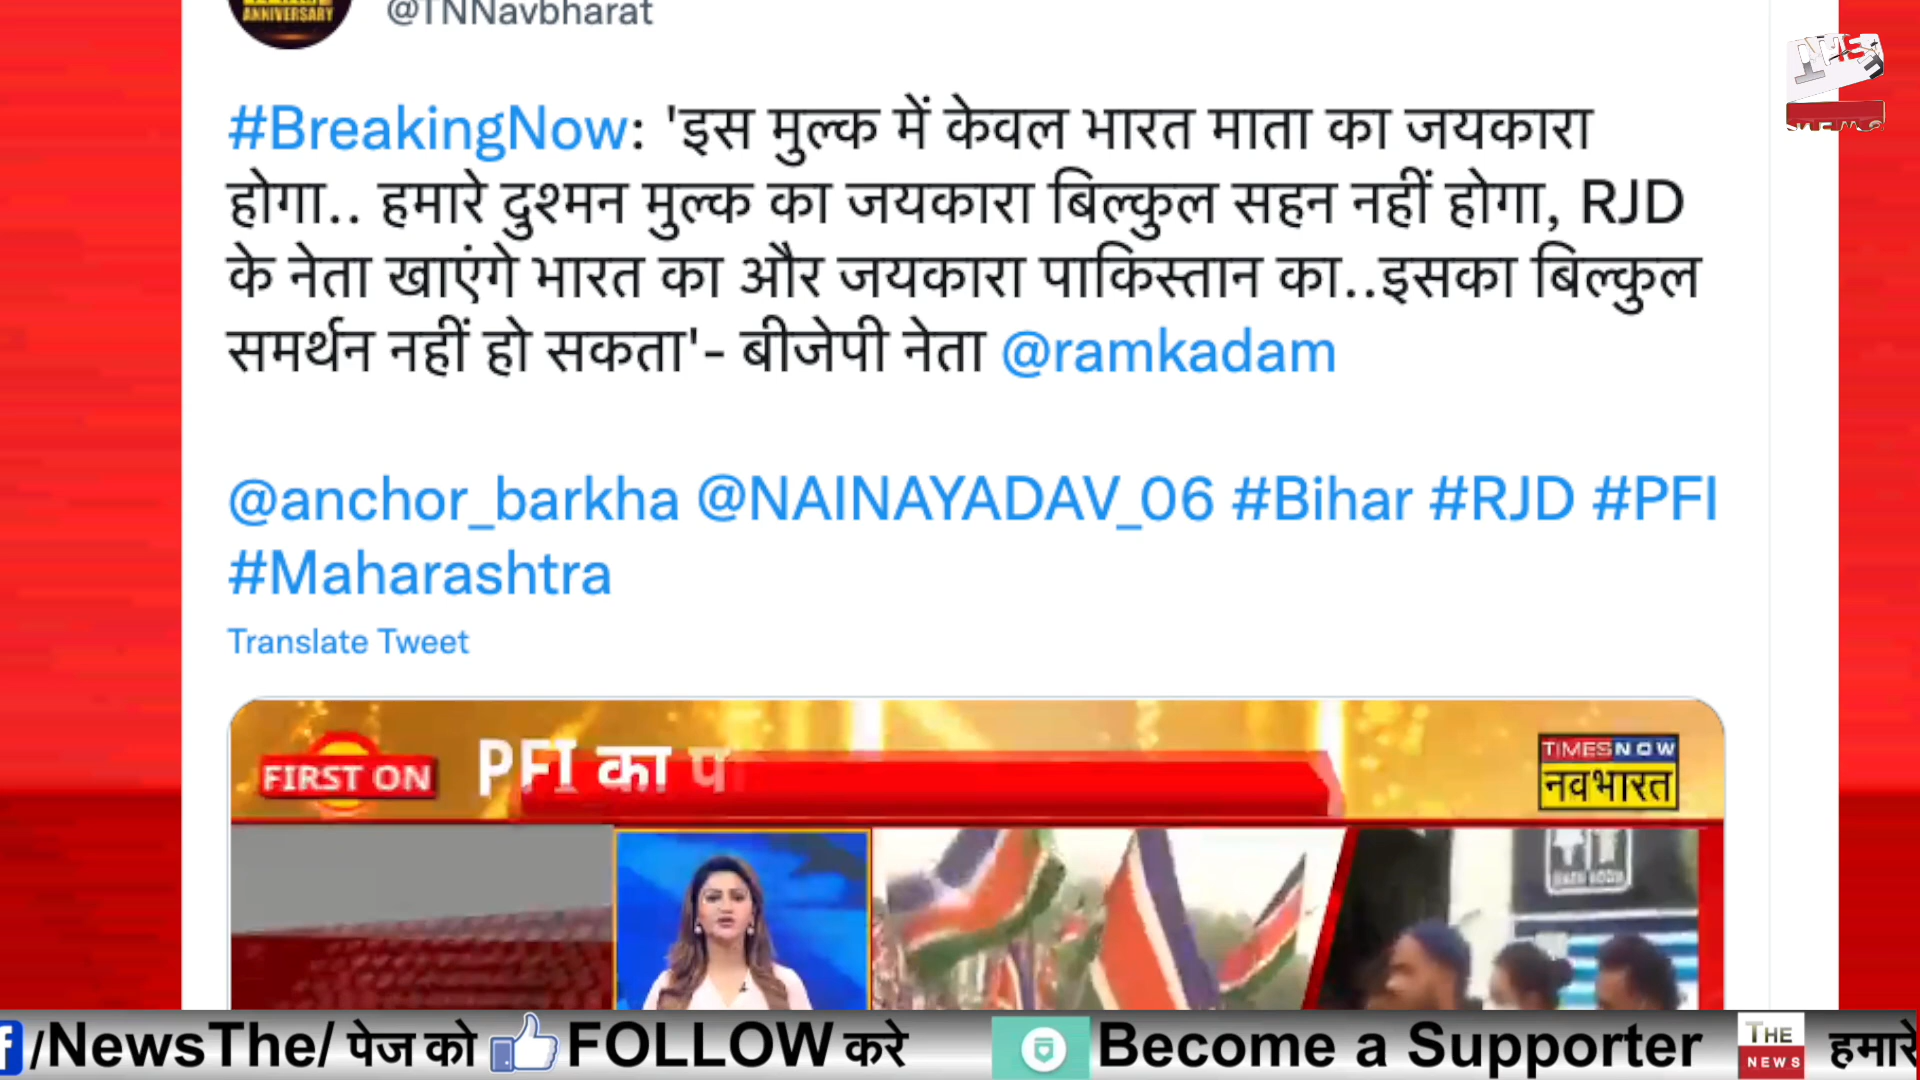 ANNIVERSARY
@TNNavbharat
#BreakingNow: 'इस मुल्क में केवल भारत माता का जयकारा
होगा.. हमारे दुश्मन मुल्क का जयकारा बिल्कुल सहन नहीं होगा, RJD
के नेता खाएंगे भारत का और जयकारा पाकिस्तान का..इसका बिल्कुल
समर्थन नहीं हो सकता'- बीजेपी नेता @ramkadam
@anchor_barkha @NAINAYADAV_06 #Bihar #RJD #PFI
#Maharashtra
Translate Tweet
FIRST ON
PFI का प
TIMES NOW
नवभारत
/NewsThe/ पेज को FOLLOW करे Become a Supporter THE NEWS हमारे